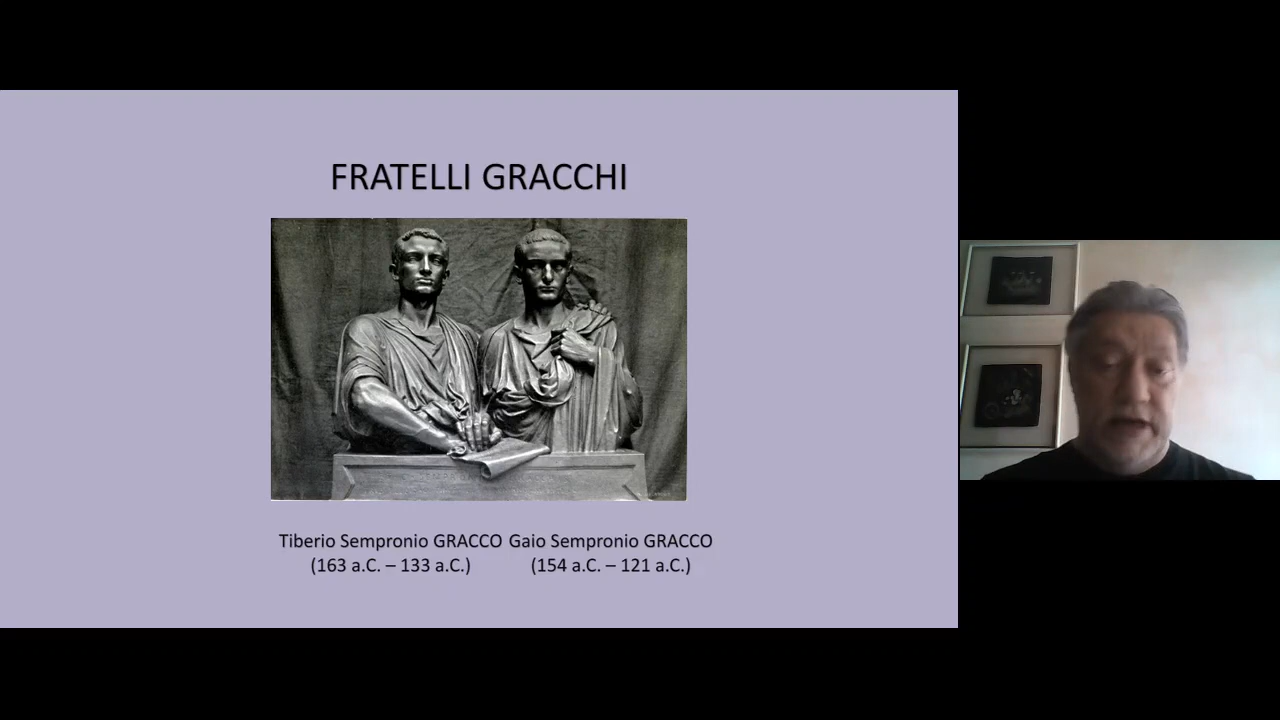 FRATELLI GRACCHI
Tiberio Sempronio GRACCO Gaio Sempronio GRACCO
(163 a.C. – 133 a.C.) (154 a.C. – 121 a.C.)